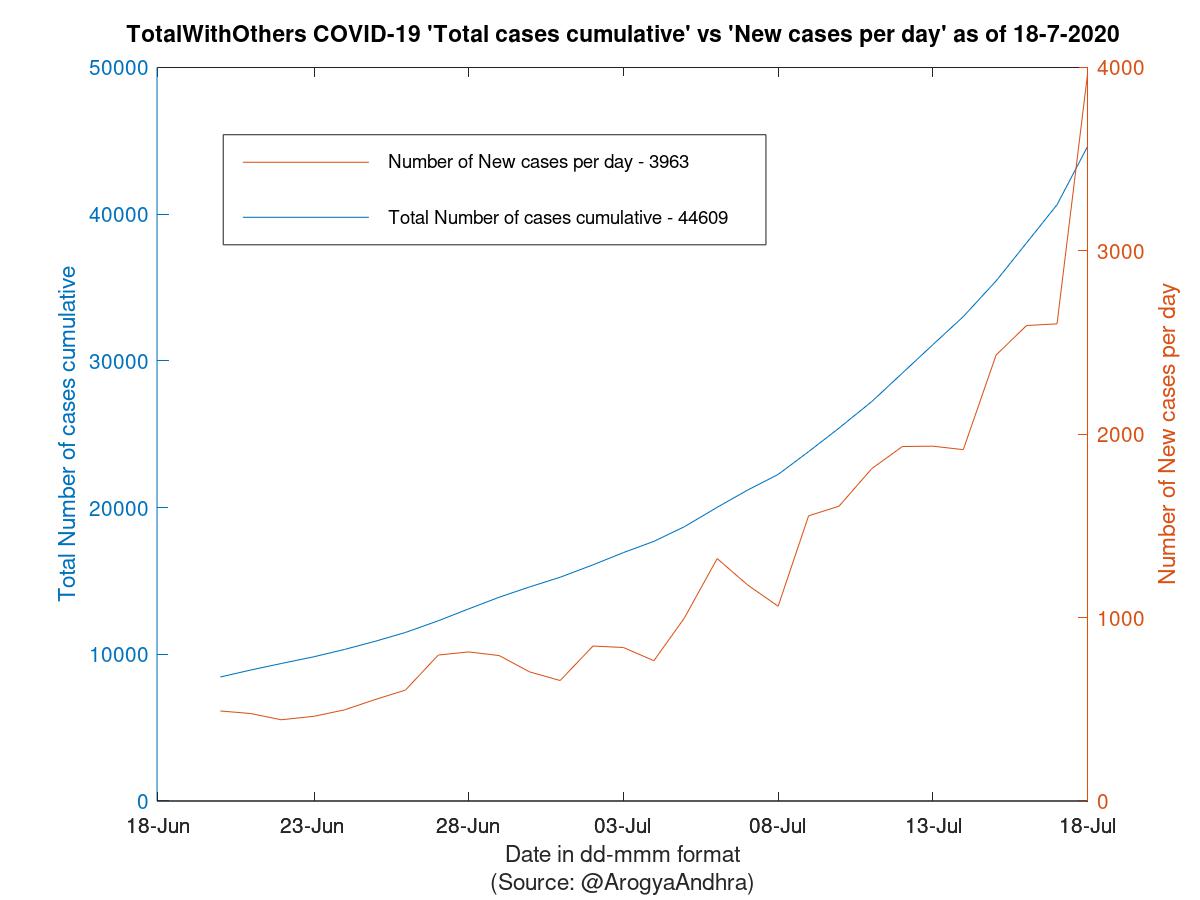 TotalWithOthers COVID-19 'Total cases cumulative' vs 'New cases per day' as of 18-7-2020
50000
40000
30000
20000
10000
0
Total Number of cases cumulative
Number of New cases per day - 3963
Total Number of cases cumulative - 44609
4000
3000
2000
1000
0
Number of New cases per day
18-Jun 23-Jun 28-Jun 03-Jul 08-Jul 13-Jul 18-Jul
Date in dd-mmm format
(Source: @ArogyaAndhra)